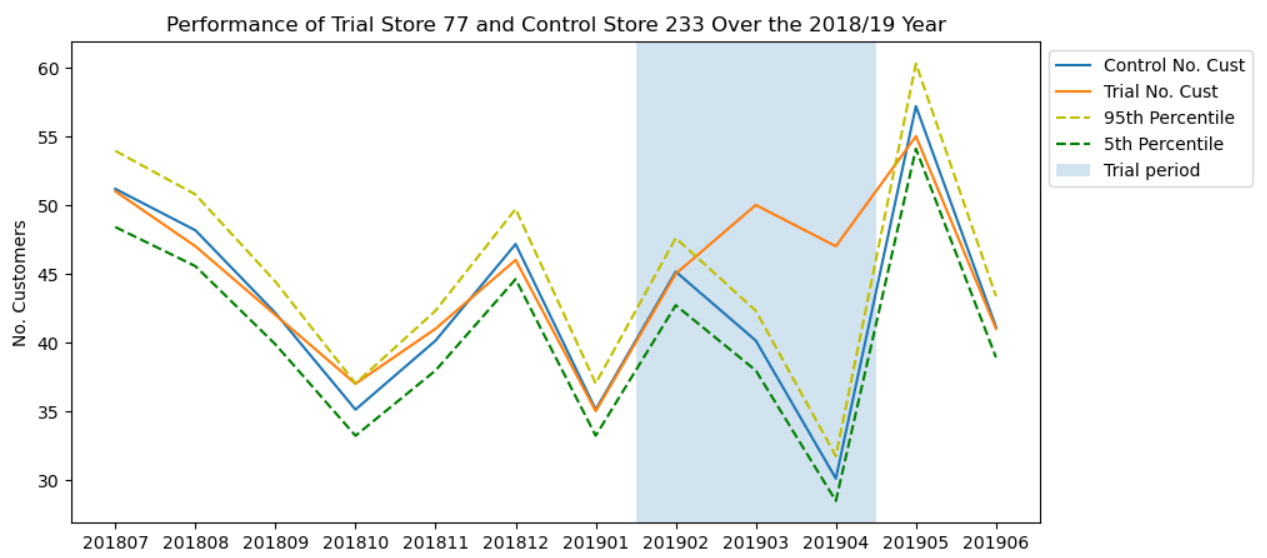 Performance of Trial Store 77 and Control Store 233 Over the 2018/19 Year
No. Customers
60
55
50
45
40
35
30
201807 201808 201809 201810 201811 201812 201901 201902 201903 201904 201905 201906
Control No. Cust
Trial No. Cust
95th Percentile
5th Percentile
Trial period